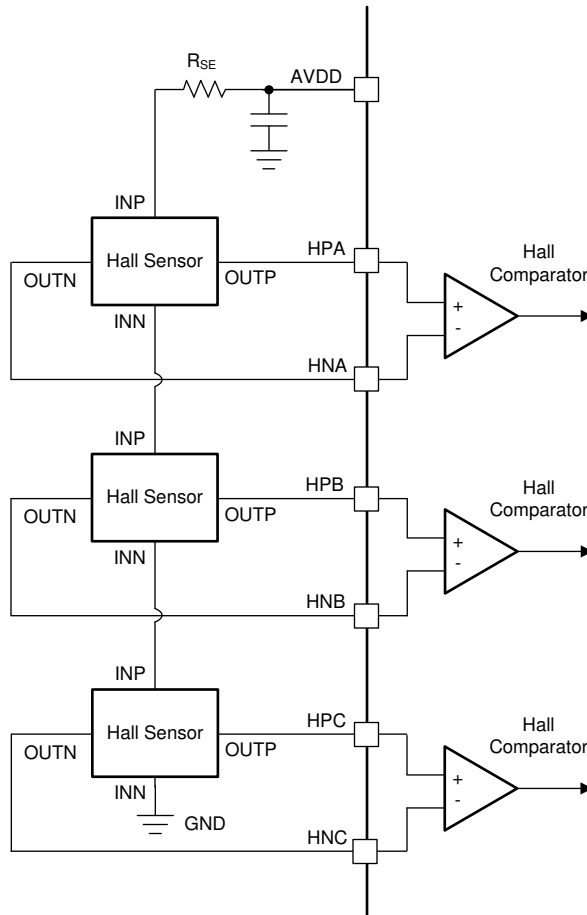 RSE
AVDD
INP
Hall Sensor
OUTN
OUTP
INN
HPA
HNA
Hall
Comparator
+
-
INP
Hall Sensor
OUTN
OUTP
INN
HPB
HNB
Hall
Comparator
+
-
INP
Hall Sensor
OUTN
OUTP
INN
GND
HPC
HNC
Hall
Comparator
+
-